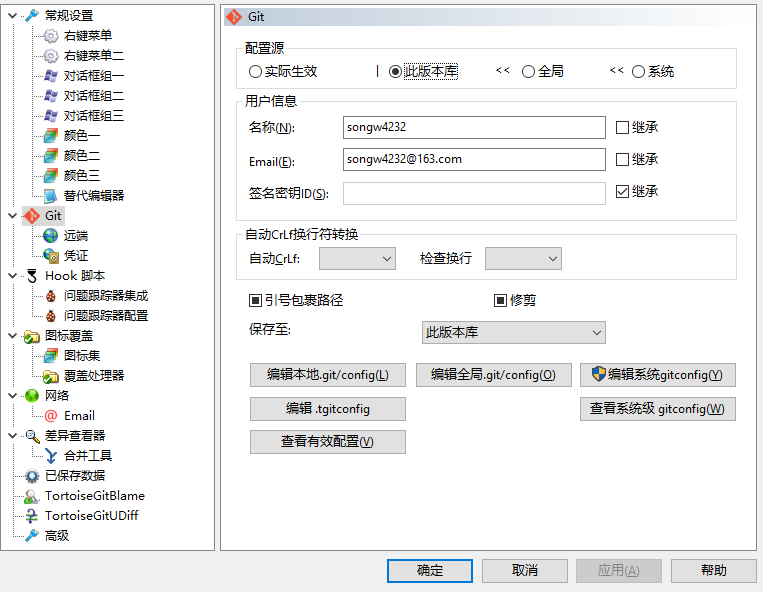 常规设置
右键菜单
右键菜单二
对话框组一
对话框组二
对话框组三
颜色一
颜色二
颜色三
替代编辑器
Git
远端
凭证
Hook 脚本
问题跟踪器集成
问题跟踪器配置
图标覆盖
图标集
覆盖处理器
网络
Email
差异查看器
合并工具
已保存数据
TortoiseGitBlame
TortoiseGitUDiff
高级
Git
配置源
实际生效 | 此版本库 << 全局 << 系统
用户信息
名称(N): songw4232 继承
Email(E): songw4232@163.com 继承
签名密钥ID(S): 继承
自动CrLf换行符转换
自动CrLf: 检查换行
引号包裹路径 修剪
保存至: 此版本库
编辑本地.git/config(L) 编辑全局.git/config(O) 编辑系统gitconfig(Y)
编辑 .tgitconfig 查看系统级 gitconfig(W)
查看有效配置(V)
确定 取消 应用(A) 帮助